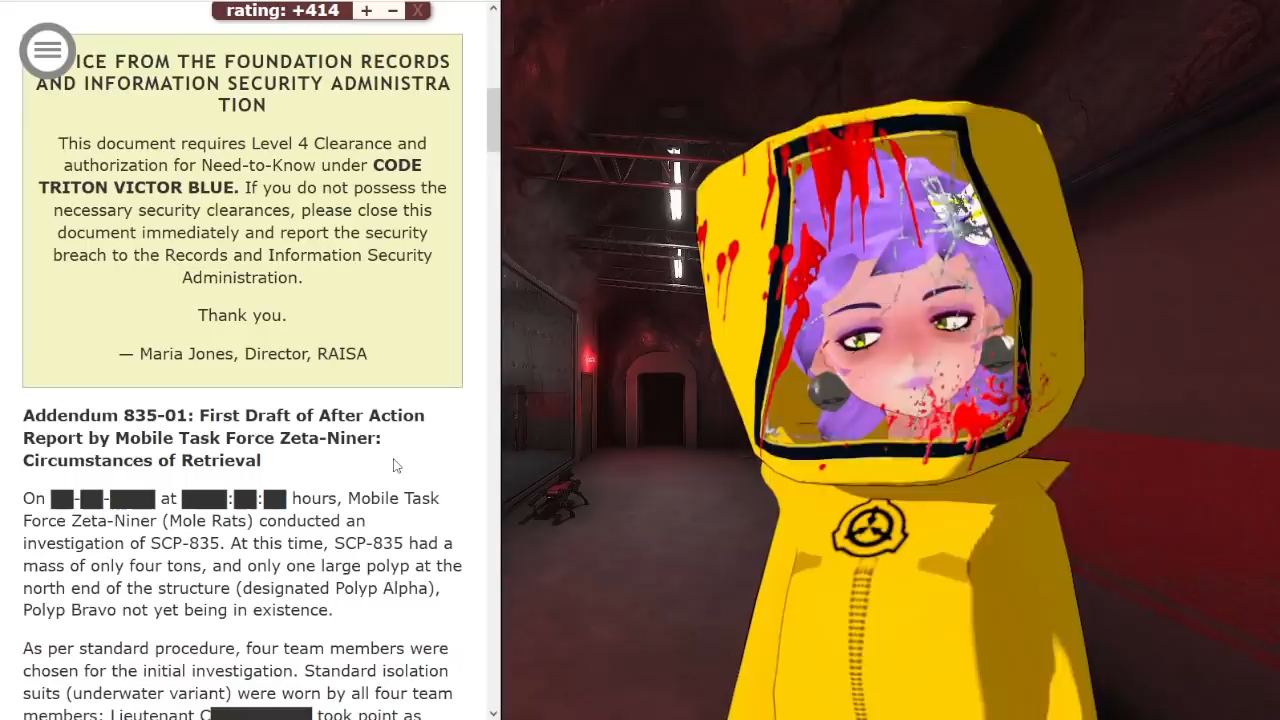 rating: +414 + − X
ICE FROM THE FOUNDATION RECORDS
AND INFORMATION SECURITY ADMINISTRA
TION
This document requires Level 4 Clearance and
authorization for Need-to-Know under CODE
TRITON VICTOR BLUE. If you do not possess the
necessary security clearances, please close this
document immediately and report the security
breach to the Records and Information Security
Administration.
Thank you.
— Maria Jones, Director, RAISA
Addendum 835-01: First Draft of After Action
Report by Mobile Task Force Zeta-Niner:
Circumstances of Retrieval
On ██-██-████ at ████:██:██ hours, Mobile Task
Force Zeta-Niner (Mole Rats) conducted an
investigation of SCP-835. At this time, SCP-835 had a
mass of only four tons, and only one large polyp at the
north end of the structure (designated Polyp Alpha),
Polyp Bravo not yet being in existence.
As per standard procedure, four team members were
chosen for the initial investigation. Standard isolation
suits (underwater variant) were worn by all four team
members: Lieutenant C█████████ took point as